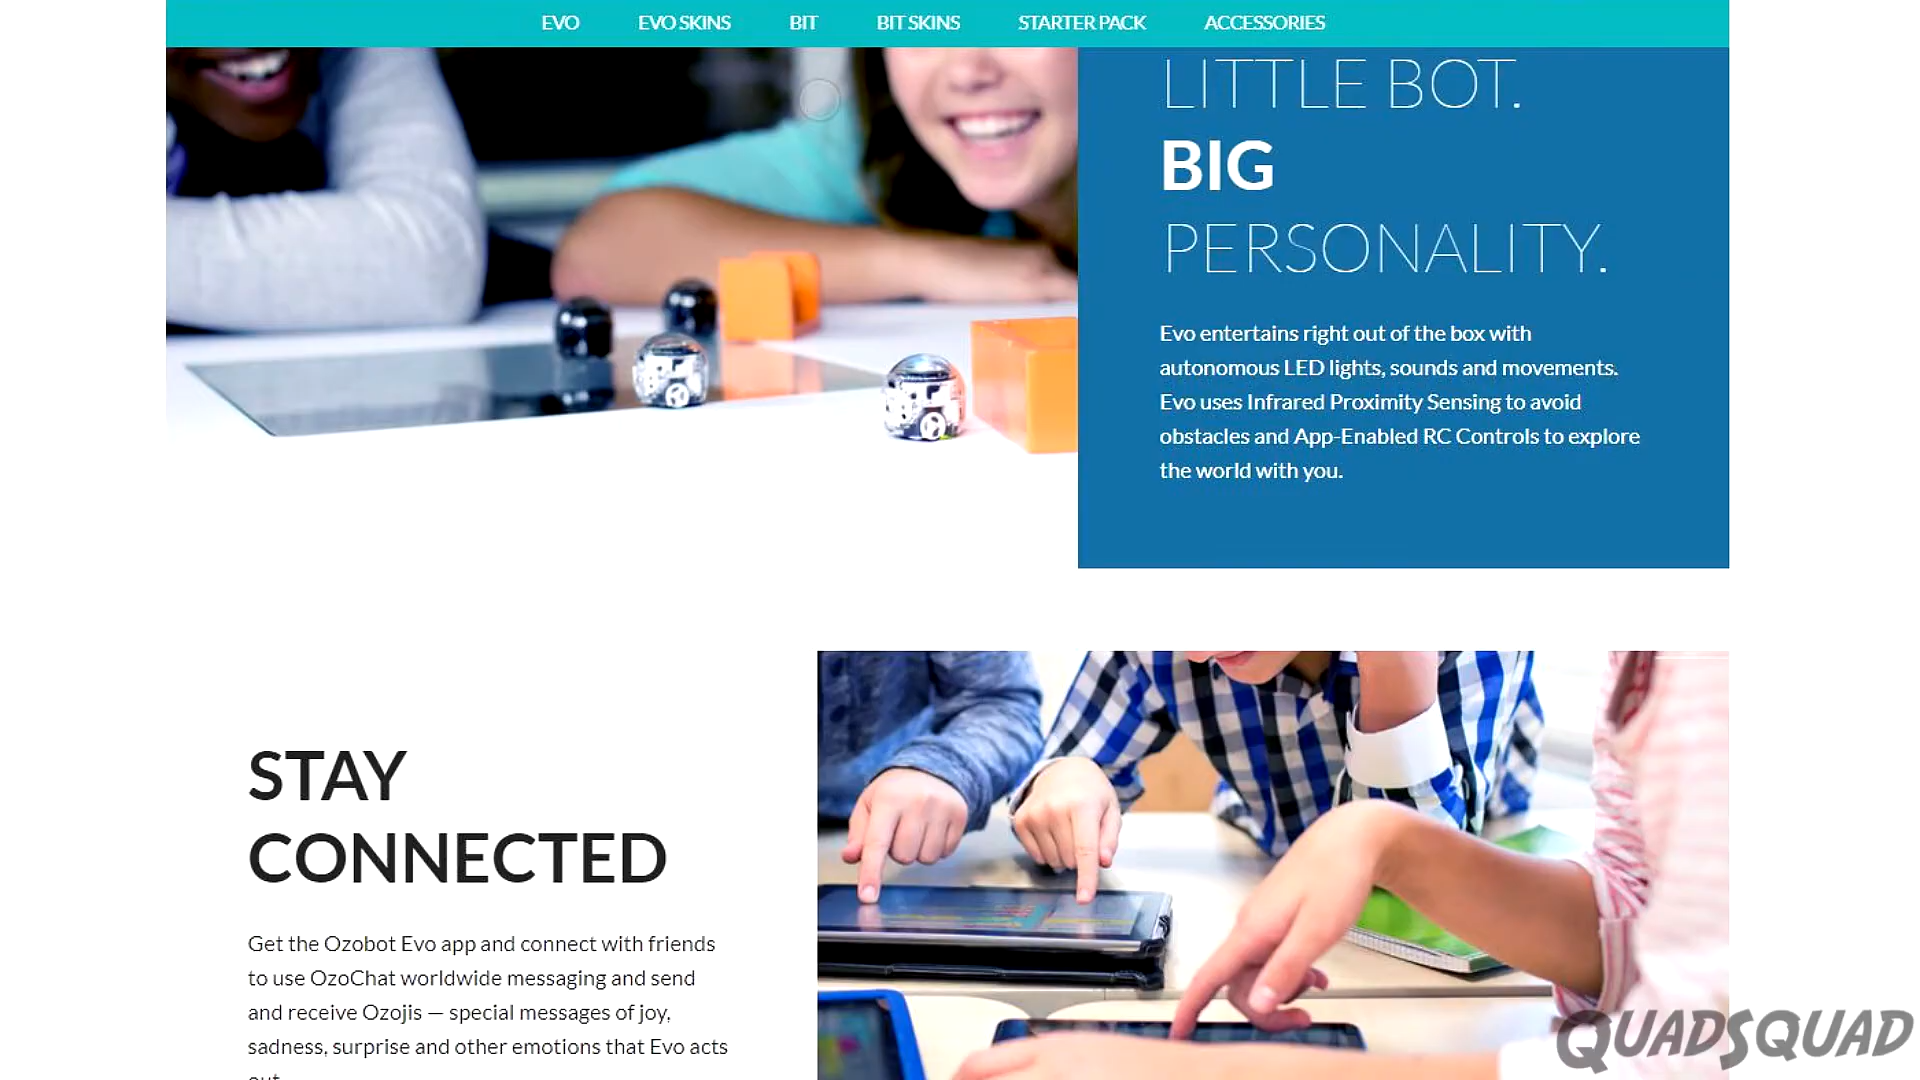 EVO EVO SKINS BIT BIT SKINS STARTER PACK ACCESSORIES
LITTLE BOT.
BIG
PERSONALITY.
Evo entertains right out of the box with
autonomous LED lights, sounds and movements.
Evo uses Infrared Proximity Sensing to avoid
obstacles and App-Enabled RC Controls to explore
the world with you.
STAY
CONNECTED
Get the Ozobot Evo app and connect with friends
to use OzoChat worldwide messaging and send
and receive Ozojis — special messages of joy,
sadness, surprise and other emotions that Evo acts
out.
QUADSQUAD